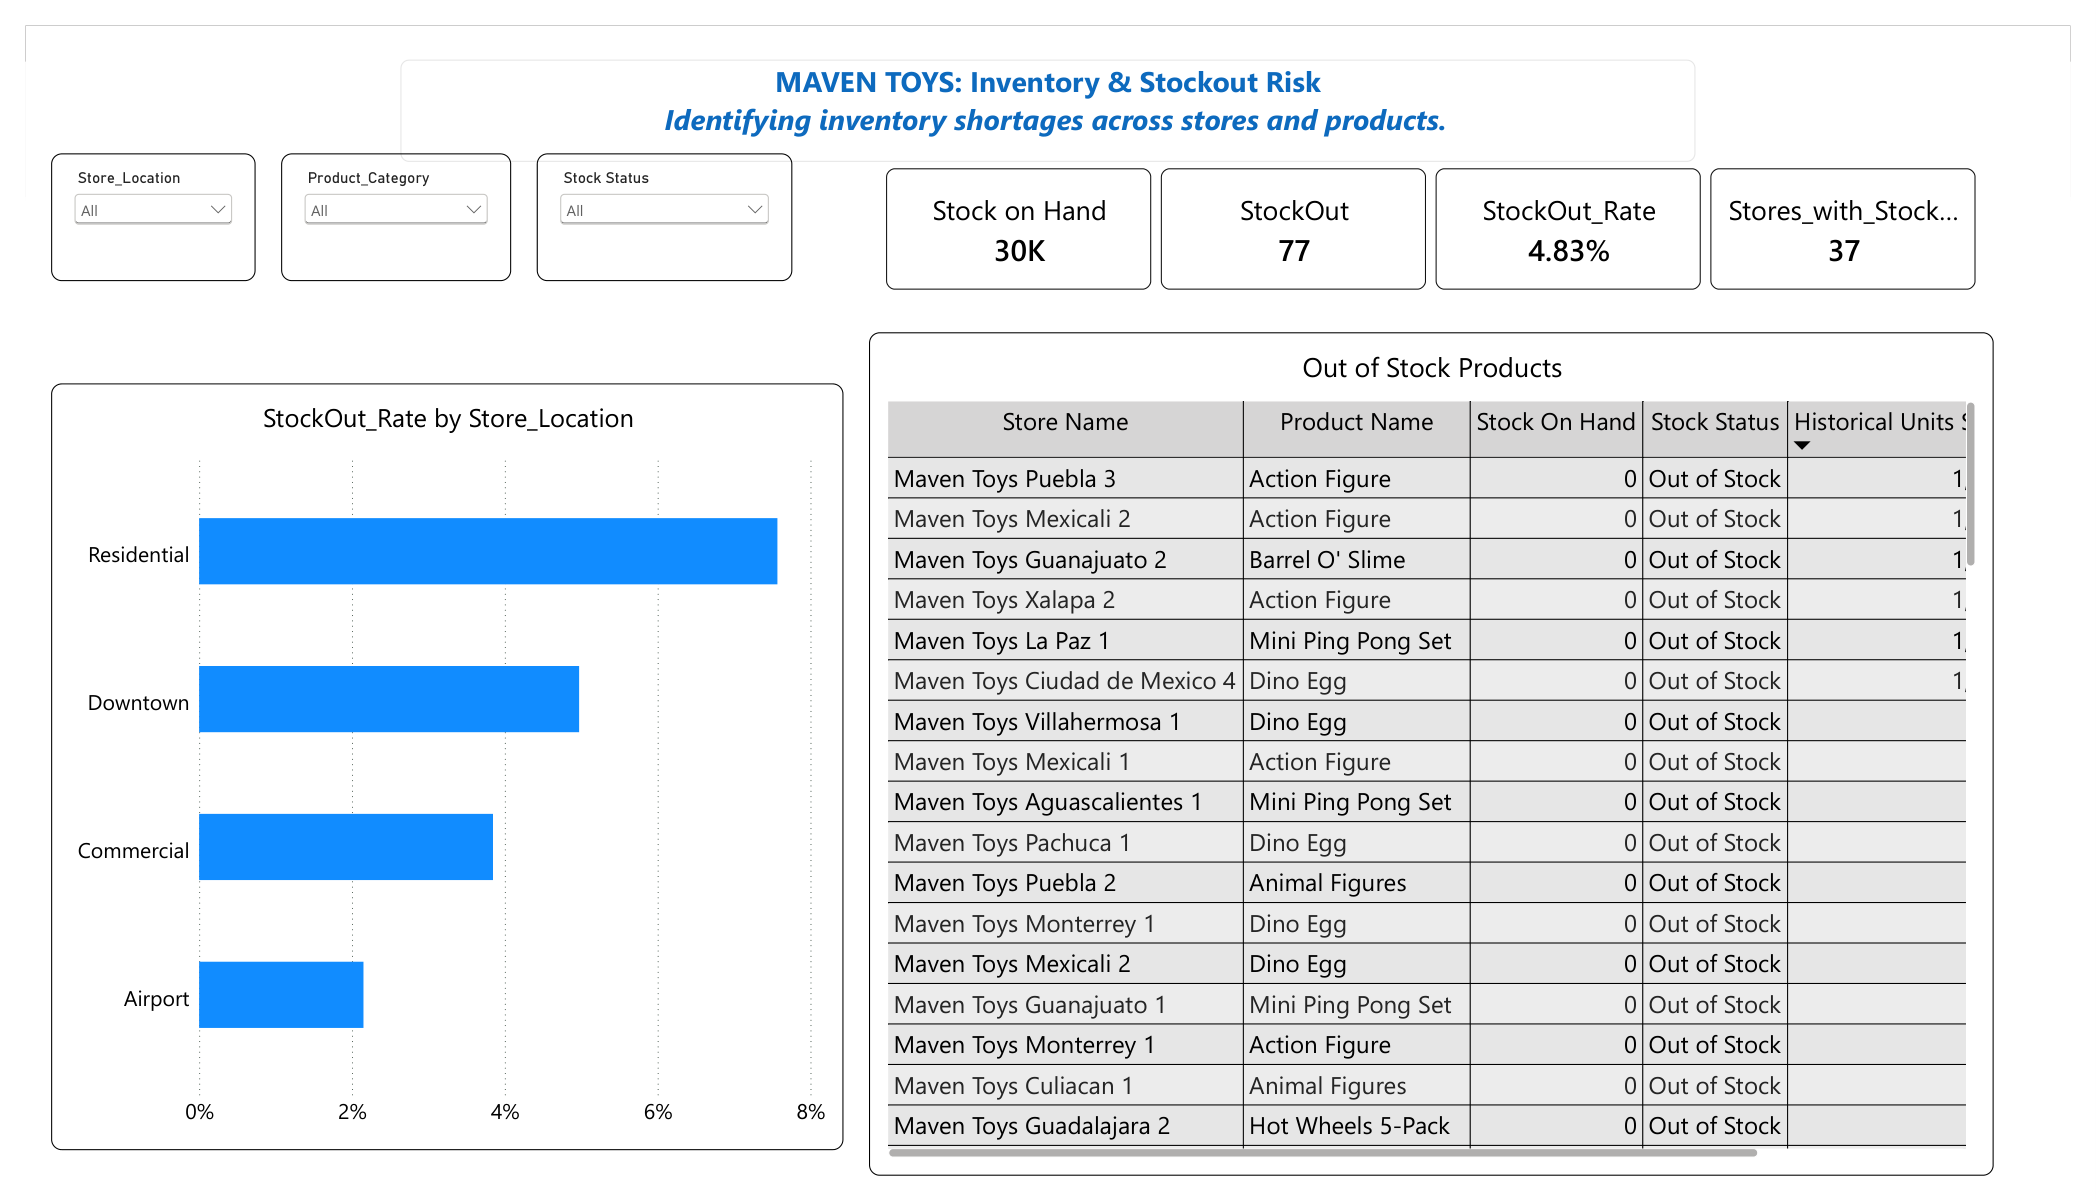 MAVEN TOYS: Inventory & Stockout Risk
Identifying inventory shortages across stores and products.
Store_Location
All
Product_Category
All
Stock Status
All
Stock on Hand
30K
StockOut
77
StockOut_Rate
4.83%
Stores_with_Stock...
37
StockOut_Rate by Store_Location
Residential
Downtown
Commercial
Airport
0% 2% 4% 6% 8%
Out of Stock Products
Store Name Product Name Stock On Hand Stock Status Historical Units S
Maven Toys Puebla 3 Action Figure 0 Out of Stock 1,
Maven Toys Mexicali 2 Action Figure 0 Out of Stock 1,
Maven Toys Guanajuato 2 Barrel O' Slime 0 Out of Stock 1,
Maven Toys Xalapa 2 Action Figure 0 Out of Stock 1,
Maven Toys La Paz 1 Mini Ping Pong Set 0 Out of Stock 1,
Maven Toys Ciudad de Mexico 4 Dino Egg 0 Out of Stock 1,
Maven Toys Villahermosa 1 Dino Egg 0 Out of Stock
Maven Toys Mexicali 1 Action Figure 0 Out of Stock
Maven Toys Aguascalientes 1 Mini Ping Pong Set 0 Out of Stock
Maven Toys Pachuca 1 Dino Egg 0 Out of Stock
Maven Toys Puebla 2 Animal Figures 0 Out of Stock
Maven Toys Monterrey 1 Dino Egg 0 Out of Stock
Maven Toys Mexicali 2 Dino Egg 0 Out of Stock
Maven Toys Guanajuato 1 Mini Ping Pong Set 0 Out of Stock
Maven Toys Monterrey 1 Action Figure 0 Out of Stock
Maven Toys Culiacan 1 Animal Figures 0 Out of Stock
Maven Toys Guadalajara 2 Hot Wheels 5-Pack 0 Out of Stock